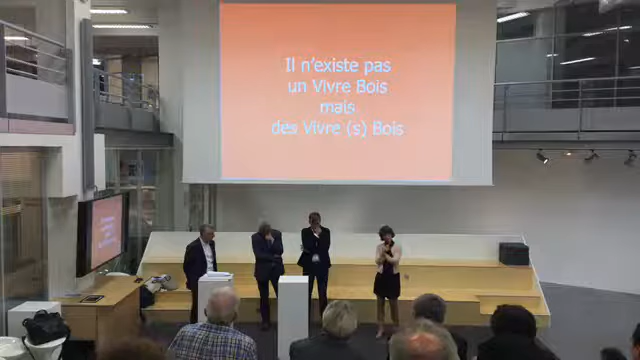 Il n'existe pas
un Vivre Bois
mais
des Vivre (s) Bois